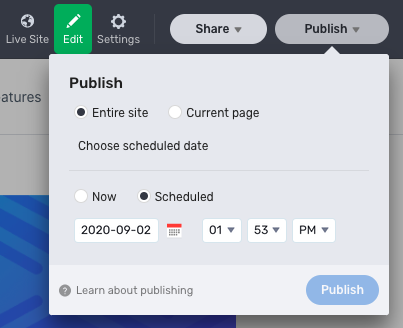 Live Site Edit Settings Share Publish
eatures
Publish
Entire site Current page
Choose scheduled date
Now Scheduled
2020-09-02 01 53 PM
? Learn about publishing Publish